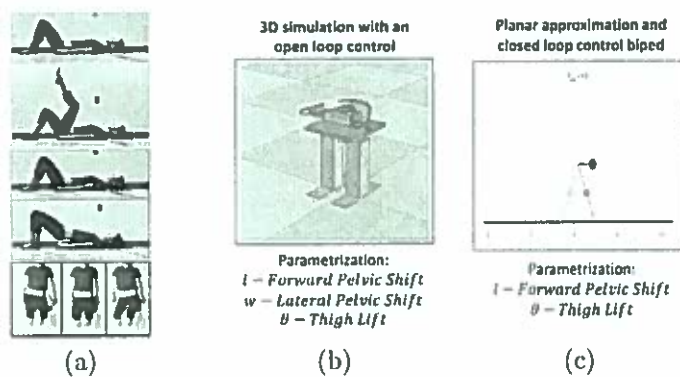 3D simulation with an
open loop control
Parametrization:
l – Forward Pelvic Shift
w – Lateral Pelvic Shift
θ – Thigh Lift
Planar approximation and
closed loop control biped
Parametrization:
l – Forward Pelvic Shift
θ – Thigh Lift
(a)
(b)
(c)